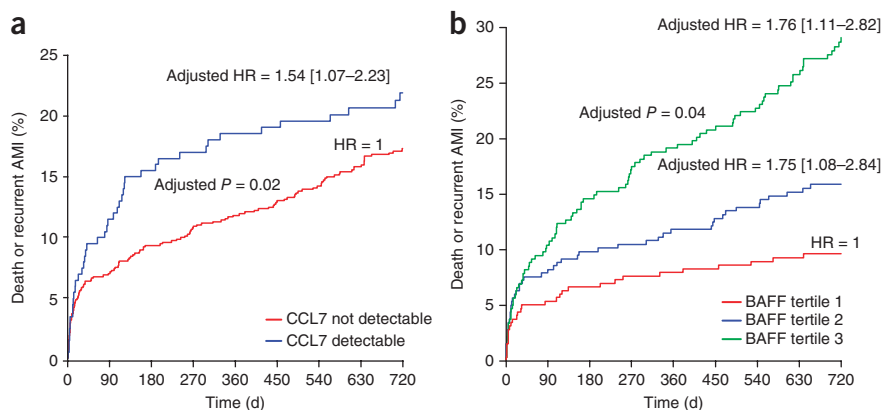 a
Death or recurrent AMI (%)
25
20
15
10
5
0
Adjusted HR = 1.54 [1.07–2.23]
HR = 1
Adjusted P = 0.02
CCL7 not detectable
CCL7 detectable
0 90 180 270 360 450 540 630 720
Time (d)
b
Death or recurrent AMI (%)
30
25
20
15
10
5
0
Adjusted HR = 1.76 [1.11–2.82]
Adjusted P = 0.04
Adjusted HR = 1.75 [1.08–2.84]
HR = 1
BAFF tertile 1
BAFF tertile 2
BAFF tertile 3
0 90 180 270 360 450 540 630 720
Time (d)